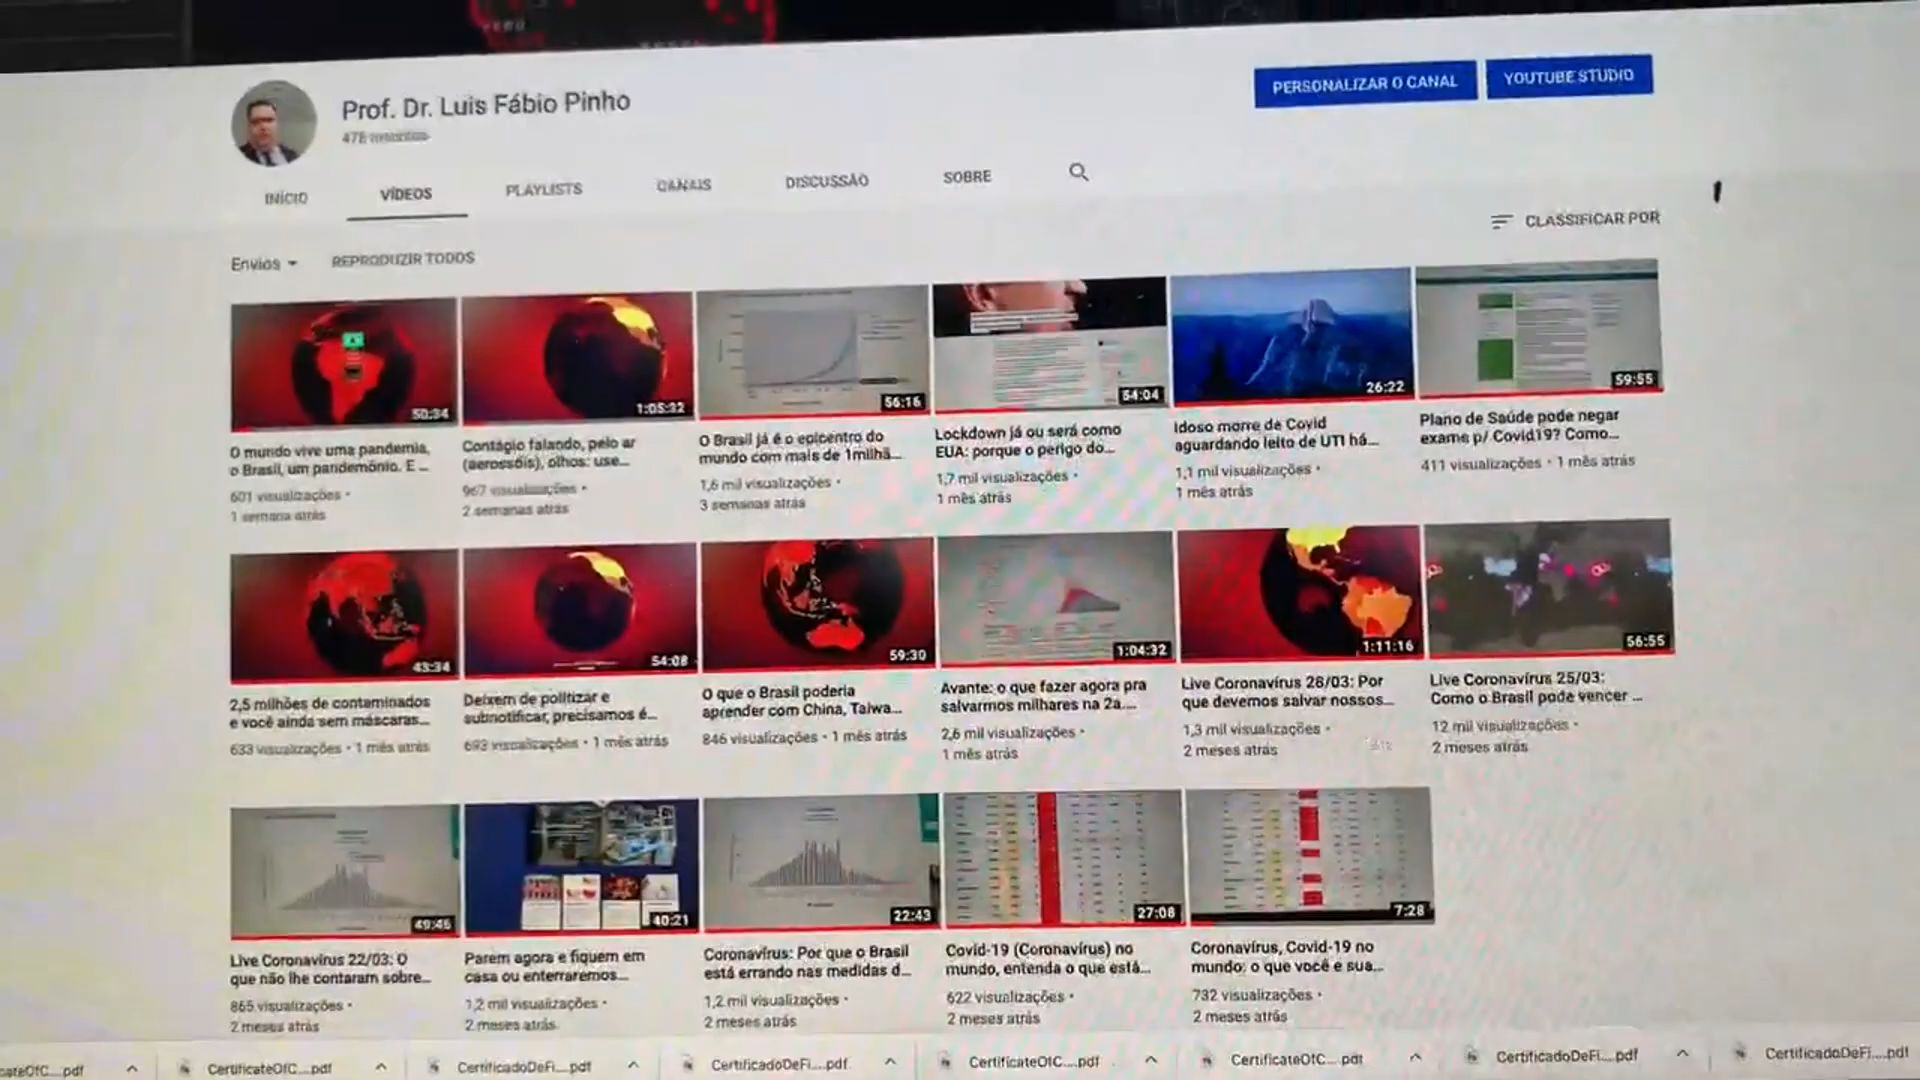 Prof. Dr. Luis Fábio Pinho
478 inscritos
PERSONALIZAR O CANAL
YOUTUBE STUDIO
INÍCIO
VÍDEOS
PLAYLISTS
CANAIS
DISCUSSÃO
SOBRE
Envios
REPRODUZIR TODOS
CLASSIFICAR POR
50:34
1:05:32
56:16
54:04
26:22
59:55
O mundo vive uma pandemia,
o Brasil, um pandemônio. E ...
601 visualizações •
1 semana atrás
Contágio falando, pelo ar
(aerossóis), olhos: use...
967 visualizações •
2 semanas atrás
O Brasil já é o epicentro do
mundo com mais de 1milhã...
1,6 mil visualizações •
3 semanas atrás
Lockdown já ou será como
EUA: porque o perigo do...
1,7 mil visualizações •
1 mês atrás
Idoso morre de Covid
aguardando leito de UTI há...
1,1 mil visualizações •
1 mês atrás
Plano de Saúde pode negar
exame p/ Covid19? Como...
411 visualizações • 1 mês atrás
43:34
54:08
59:30
1:04:32
1:11:16
56:55
2,5 milhões de contaminados
e você ainda sem máscaras...
633 visualizações • 1 mês atrás
Deixem de politizar e
subnotificar, precisamos é...
693 visualizações • 1 mês atrás
O que o Brasil poderia
aprender com China, Taiwa...
846 visualizações • 1 mês atrás
Avante: o que fazer agora pra
salvarmos milhares na 2a....
2,6 mil visualizações •
1 mês atrás
Live Coronavírus 26/03: Por
que devemos salvar nossos...
1,3 mil visualizações •
2 meses atrás
Live Coronavírus 25/03:
Como o Brasil pode vencer ...
12 mil visualizações •
2 meses atrás
49:46
40:21
22:43
27:08
7:28
Live Coronavírus 22/03: O
que não lhe contaram sobre...
865 visualizações •
2 meses atrás
Parem agora e fiquem em
casa ou enterraremos...
1,2 mil visualizações •
2 meses atrás
Coronavírus: Por que o Brasil
está errando nas medidas d...
1,2 mil visualizações •
2 meses atrás
Covid-19 (Coronavírus) no
mundo, entenda o que está...
622 visualizações •
2 meses atrás
Coronavírus, Covid-19 no
mundo: o que você e sua...
732 visualizações •
2 meses atrás
cateOfC....pdf
CertificateOfC....pdf
CertificadoDeFi....pdf
CertificadoDeFi....pdf
CertificateOfC....pdf
CertificateOfC....pdf
CertificadoDeFi....pdf
CertificadoDeFi....pdf